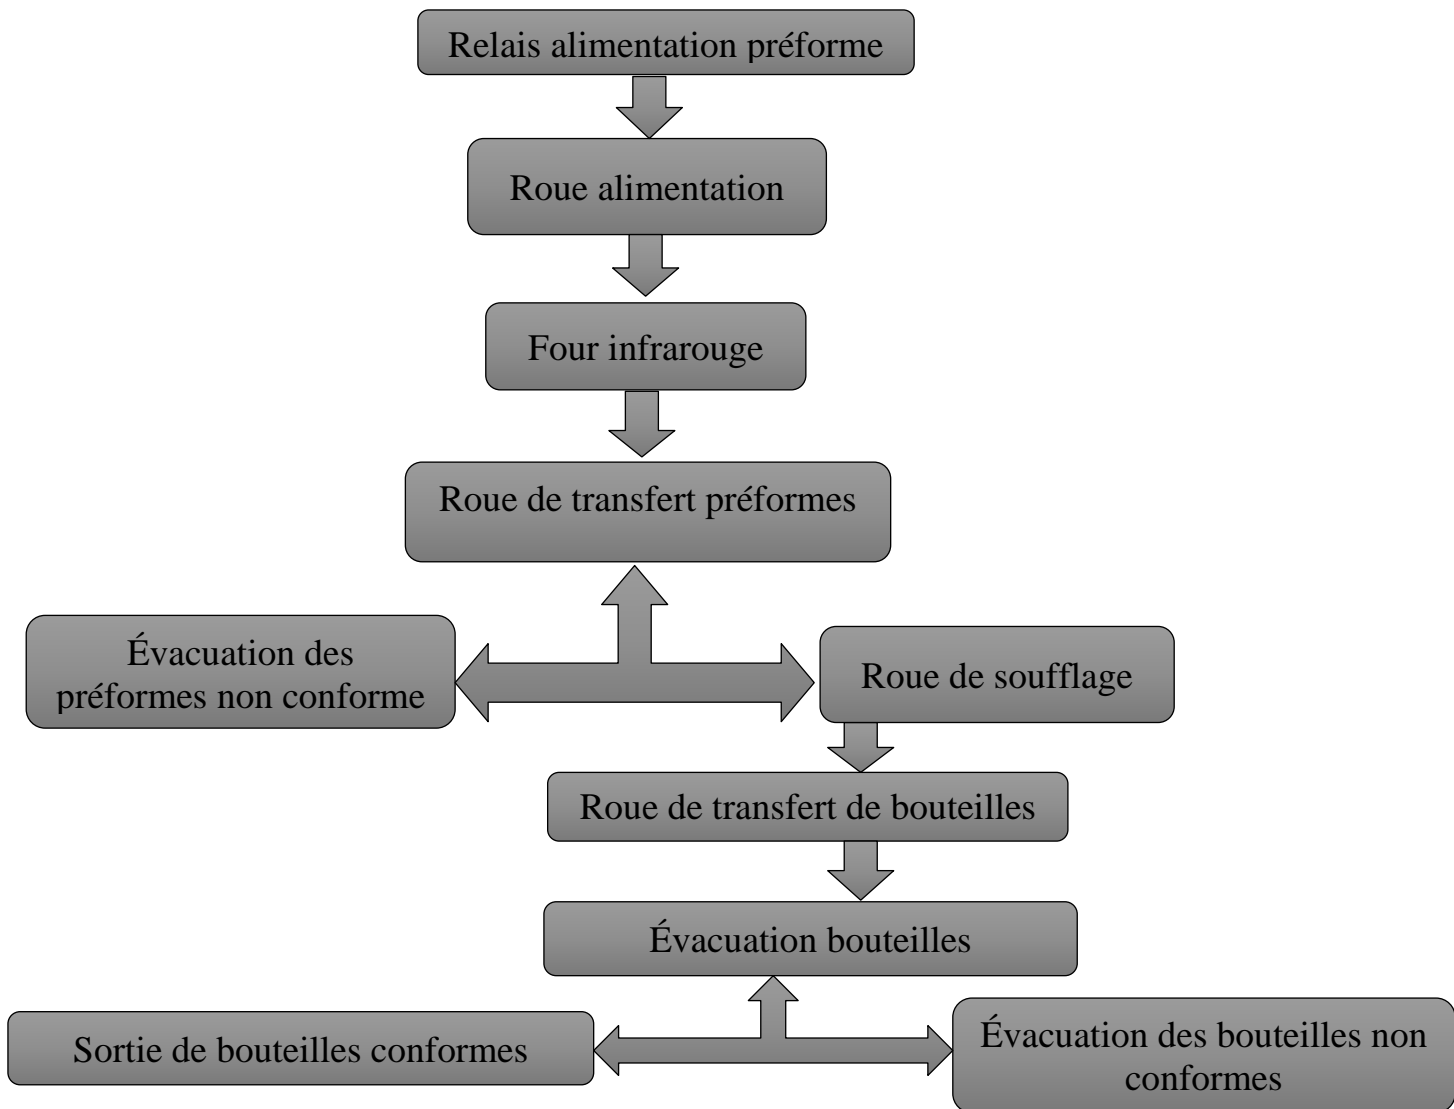 Relais alimentation préforme
Roue alimentation
Four infrarouge
Roue de transfert préformes
Évacuation des
préformes non conforme
Roue de soufflage
Roue de transfert de bouteilles
Évacuation bouteilles
Sortie de bouteilles conformes
Évacuation des bouteilles non
conformes